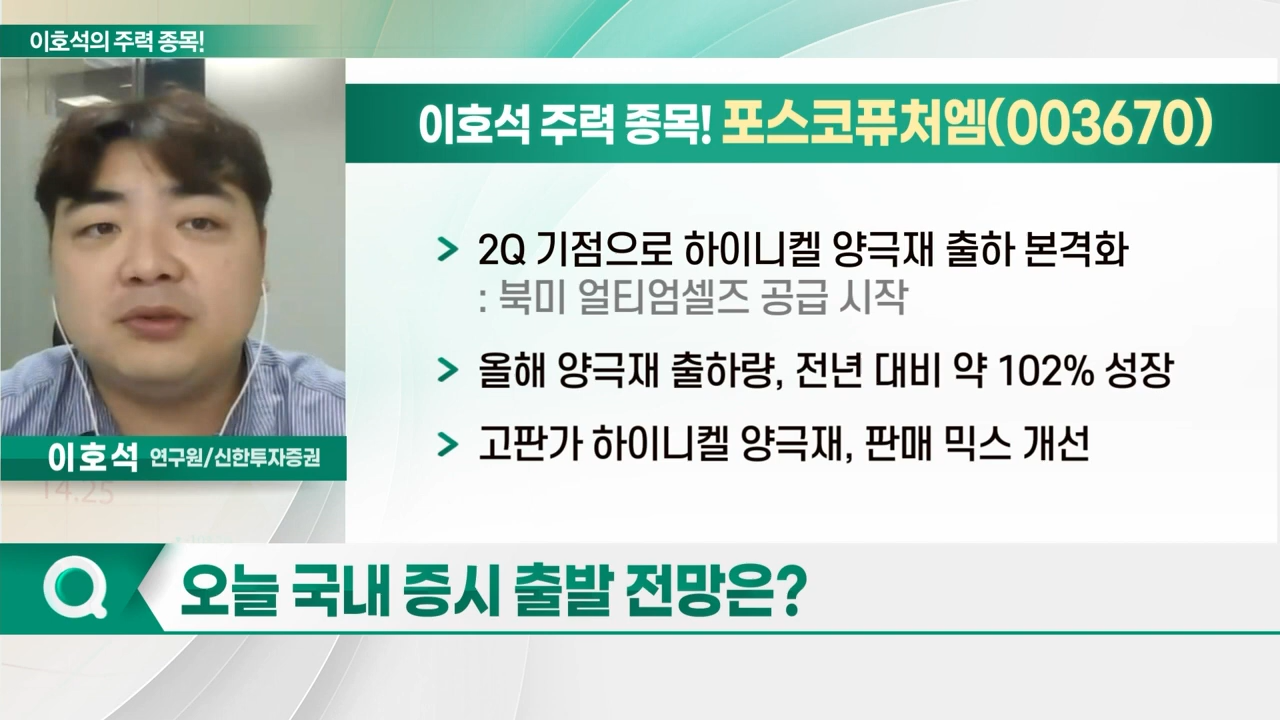 이호석의 주력 종목!
이호석 주력 종목! 포스코퓨처엠(003670)
> 2Q 기점으로 하이니켈 양극재 출하 본격화
: 북미 얼티엄셀즈 공급 시작
> 올해 양극재 출하량, 전년 대비 약 102% 성장
> 고판가 하이니켈 양극재, 판매 믹스 개선
이호석 연구원/신한투자증권
14.25
Q 오늘 국내 증시 출발 전망은?